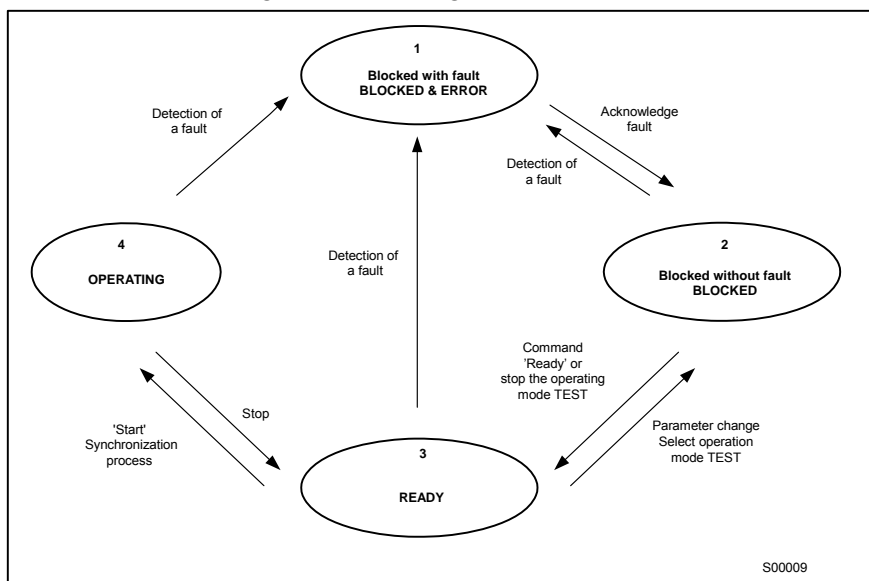 1
Blocked with fault
BLOCKED & ERROR
Detection of
a fault
Acknowledge
fault
Detection of
a fault
4
OPERATING
Detection of
a fault
2
Blocked without fault
BLOCKED
Command
'Ready' or
stop the operating
mode TEST
'Start'
Synchronization
process
Stop
Parameter change
Select operation
mode TEST
3
READY
S00009